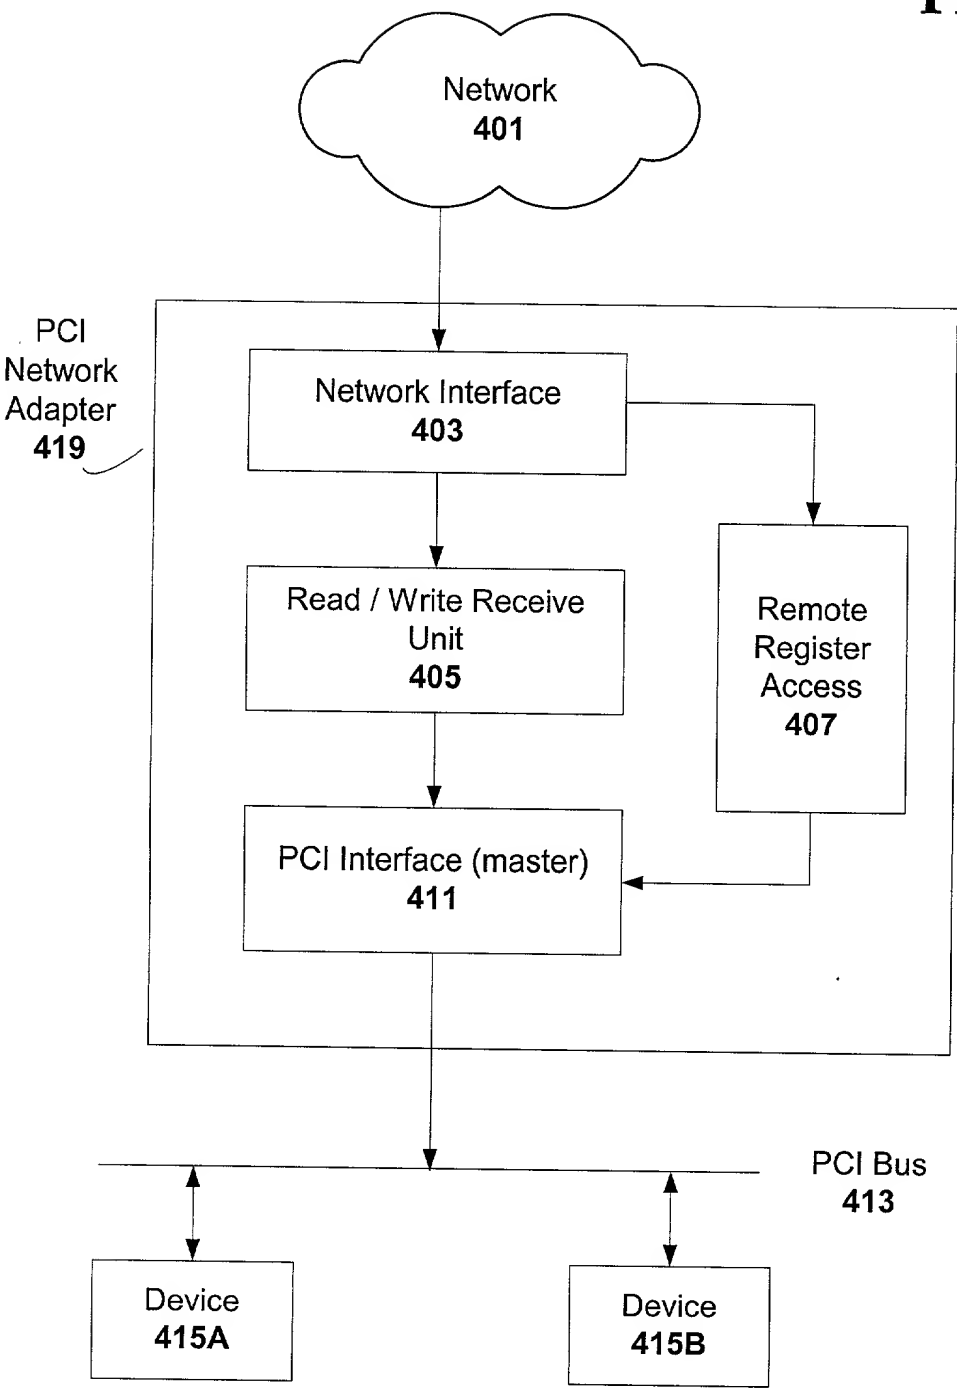 Network
401
PCI
Network
Adapter
419
Network Interface
403
Read / Write Receive
Unit
405
Remote
Register
Access
407
PCI Interface (master)
411
PCI Bus
413
Device
415A
Device
415B